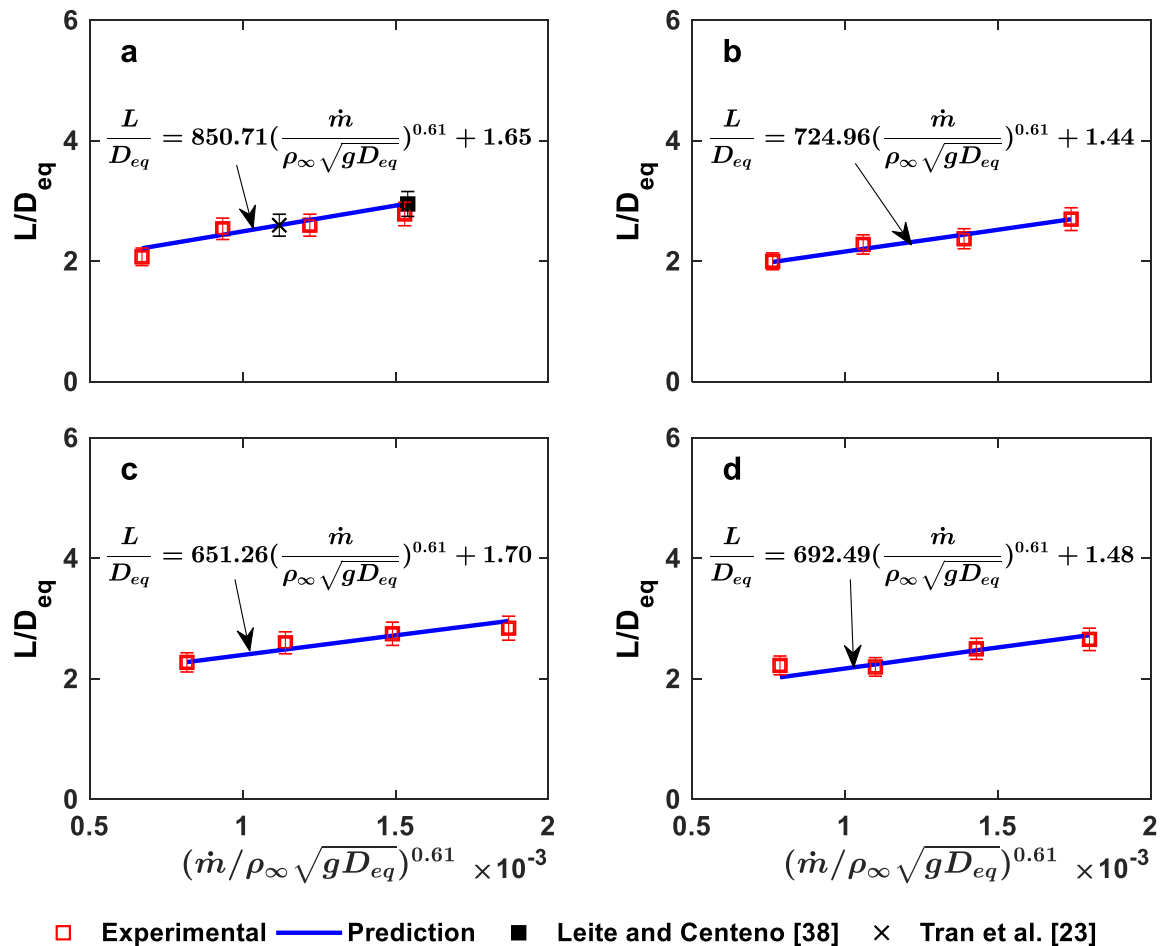 a
L/D_eq = 850.71(ṁ/ρ∞√gD_eq)^0.61 + 1.65
L/D_eq
6
4
2
0
b
L/D_eq = 724.96(ṁ/ρ∞√gD_eq)^0.61 + 1.44
L/D_eq
6
4
2
0
c
L/D_eq = 651.26(ṁ/ρ∞√gD_eq)^0.61 + 1.70
L/D_eq
6
4
2
0
0.5 1 1.5 2
(ṁ/ρ∞√gD_eq)^0.61 ×10^-3
d
L/D_eq = 692.49(ṁ/ρ∞√gD_eq)^0.61 + 1.48
L/D_eq
6
4
2
0
0.5 1 1.5 2
(ṁ/ρ∞√gD_eq)^0.61 ×10^-3
Experimental Prediction Leite and Centeno [38] Tran et al. [23]